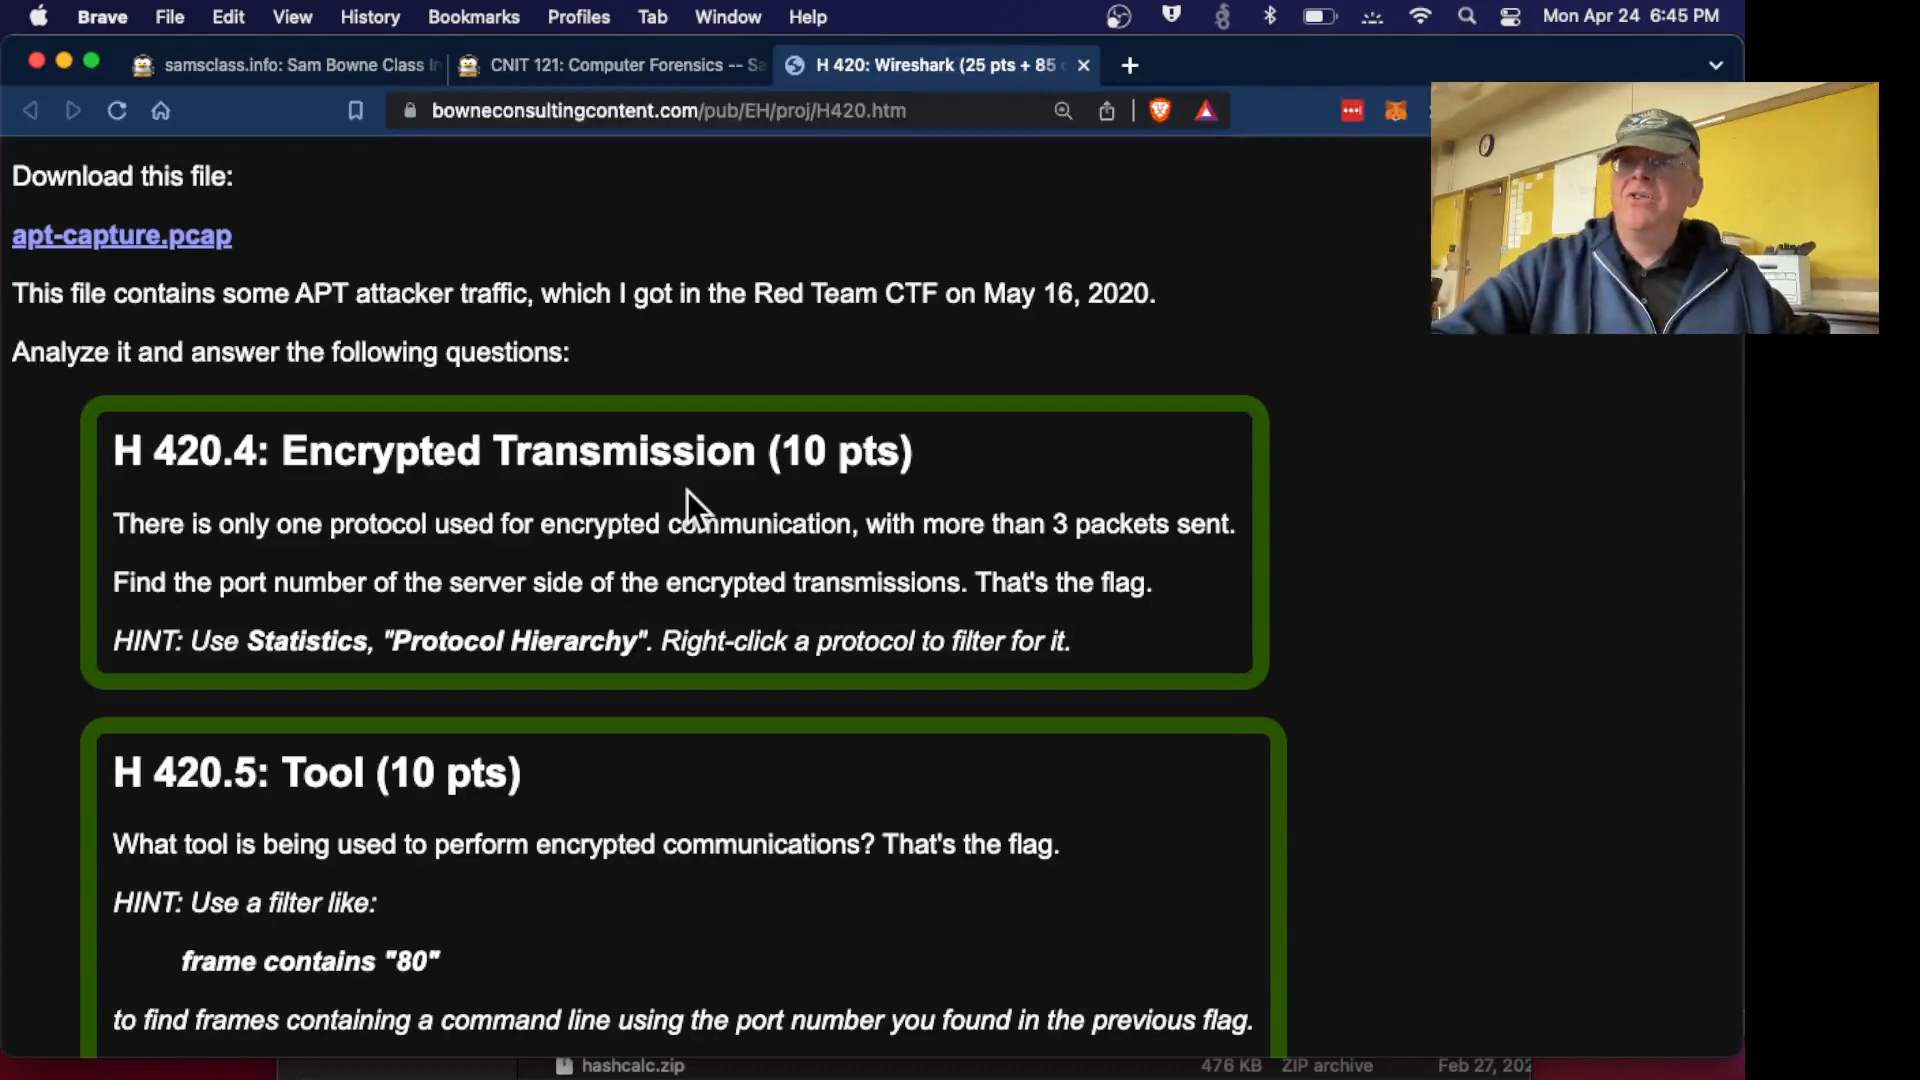 Brave File Edit View History Bookmarks Profiles Tab Window Help Mon Apr 24 6:45 PM
samsclass.info: Sam Bowne Class In CNIT 121: Computer Forensics -- Sa H 420: Wireshark (25 pts + 85
bowneconsultingcontent.com/pub/EH/proj/H420.htm
Download this file:
apt-capture.pcap
This file contains some APT attacker traffic, which I got in the Red Team CTF on May 16, 2020.
Analyze it and answer the following questions:
H 420.4: Encrypted Transmission (10 pts)
There is only one protocol used for encrypted communication, with more than 3 packets sent.
Find the port number of the server side of the encrypted transmissions. That's the flag.
HINT: Use Statistics, "Protocol Hierarchy". Right-click a protocol to filter for it.
H 420.5: Tool (10 pts)
What tool is being used to perform encrypted communications? That's the flag.
HINT: Use a filter like:
frame contains "80"
to find frames containing a command line using the port number you found in the previous flag.
hashcalc.zip 476 KB ZIP archive Feb 27, 202